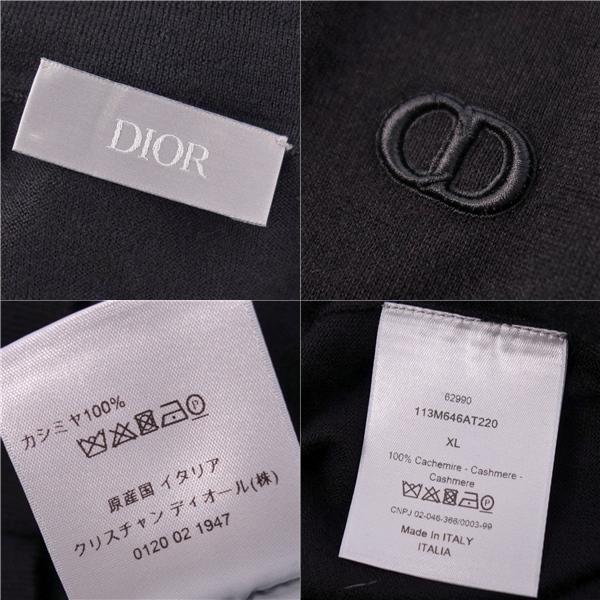 DIOR
CD
カシミヤ100%
原産国 イタリア
クリスチャン ディオール(株)
0120 02 1947
62990
113M646AT220
XL
100% Cachemire - Cashmere -
Cashmere
CNPJ 02-046-366/0003-99
Made in ITALY
ITALIA